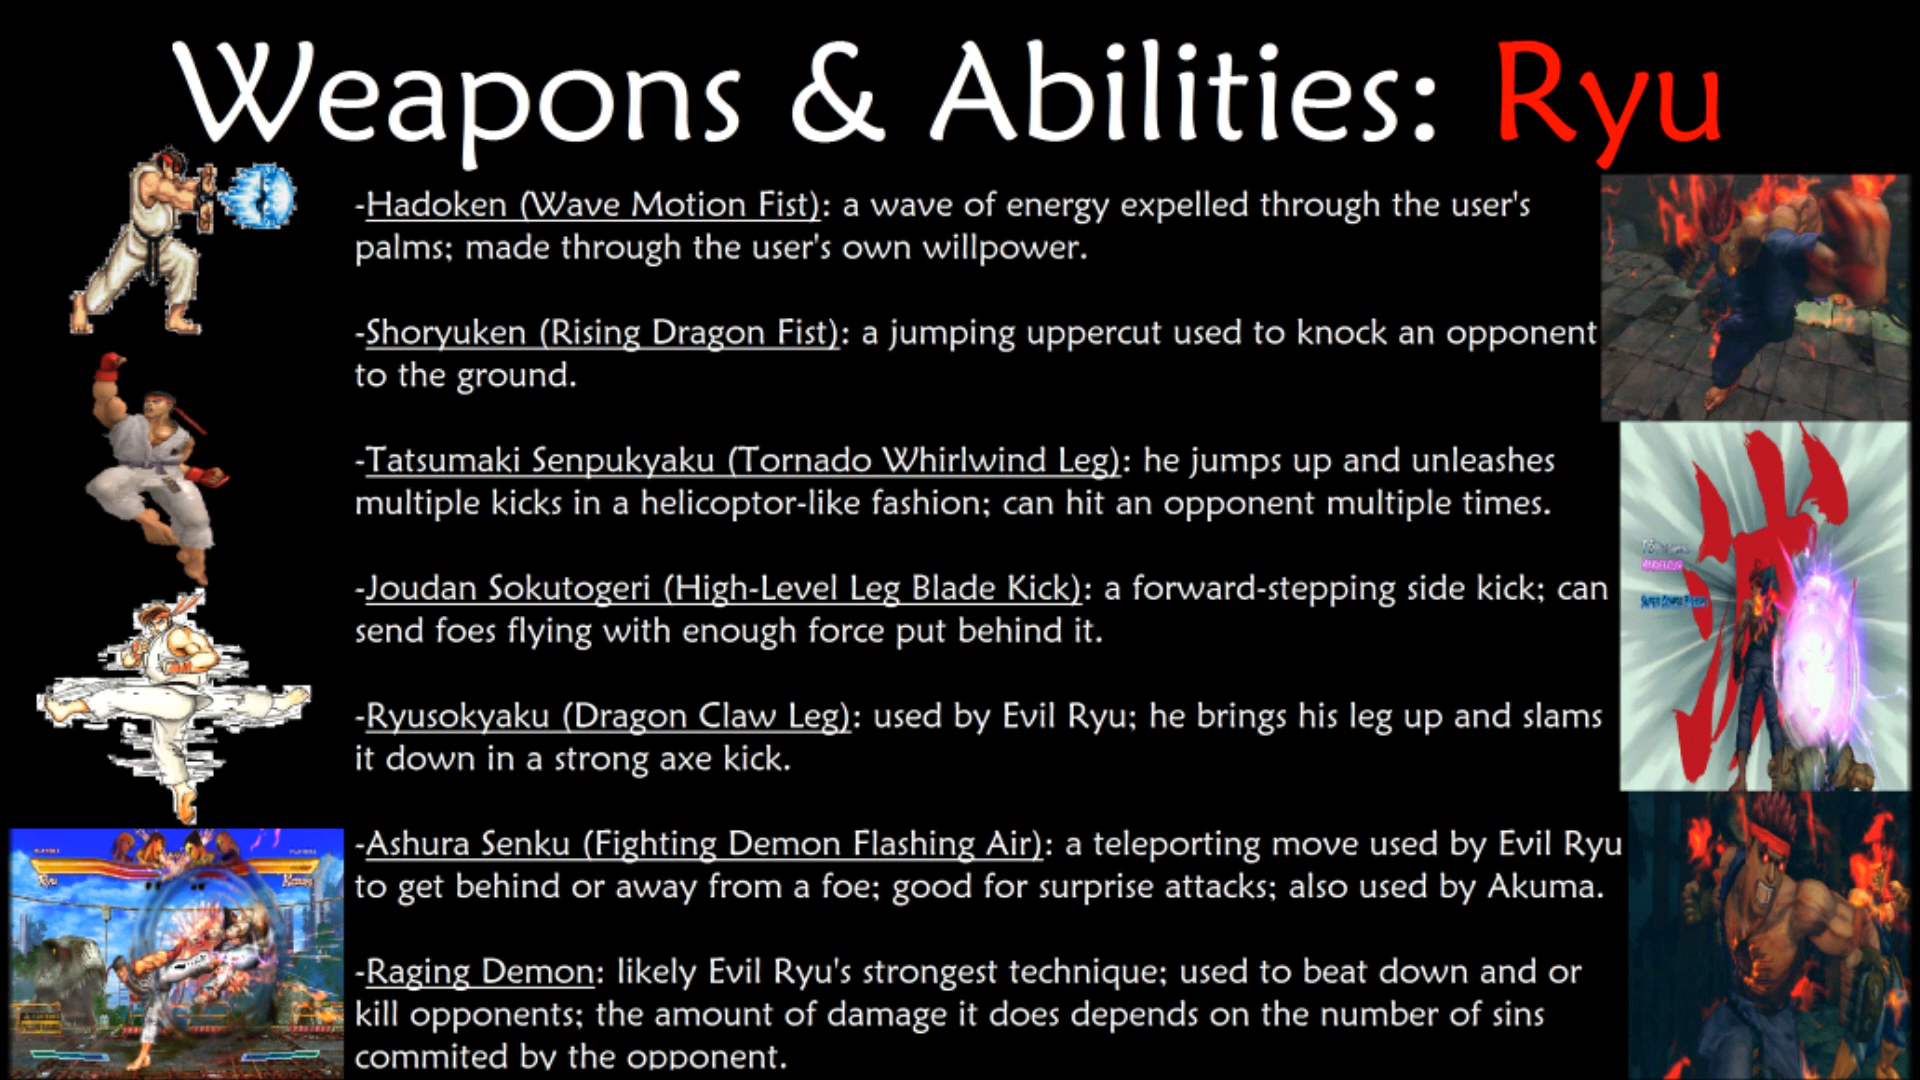 Weapons & Abilities: Ryu
-Hadoken (Wave Motion Fist): a wave of energy expelled through the user's
palms; made through the user's own willpower.
-Shoryuken (Rising Dragon Fist): a jumping uppercut used to knock an opponent
to the ground.
-Tatsumaki Senpukyaku (Tornado Whirlwind Leg): he jumps up and unleashes
multiple kicks in a helicoptor-like fashion; can hit an opponent multiple times.
-Joudan Sokutogeri (High-Level Leg Blade Kick): a forward-stepping side kick; can
send foes flying with enough force put behind it.
-Ryusokyaku (Dragon Claw Leg): used by Evil Ryu; he brings his leg up and slams
it down in a strong axe kick.
-Ashura Senku (Fighting Demon Flashing Air): a teleporting move used by Evil Ryu
to get behind or away from a foe; good for surprise attacks; also used by Akuma.
-Raging Demon: likely Evil Ryu's strongest technique; used to beat down and or
kill opponents; the amount of damage it does depends on the number of sins
commited by the opponent.
Ryu